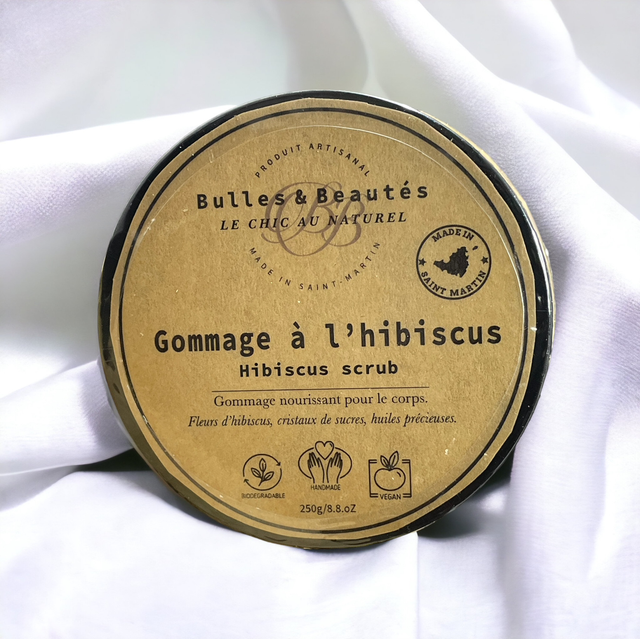 PRODUIT ARTISANAL
Bulles & Beautés
BB
LE CHIC AU NATUREL
MADE IN SAINT-MARTIN
MADE IN
SAINT MARTIN
Gommage à l'hibiscus
Hibiscus scrub
Gommage nourissant pour le corps.
Fleurs d'hibiscus, cristaux de sucres, huiles précieuses.
BIODEGRADABLE
HANDMADE
VEGAN
250g/8.8.oZ